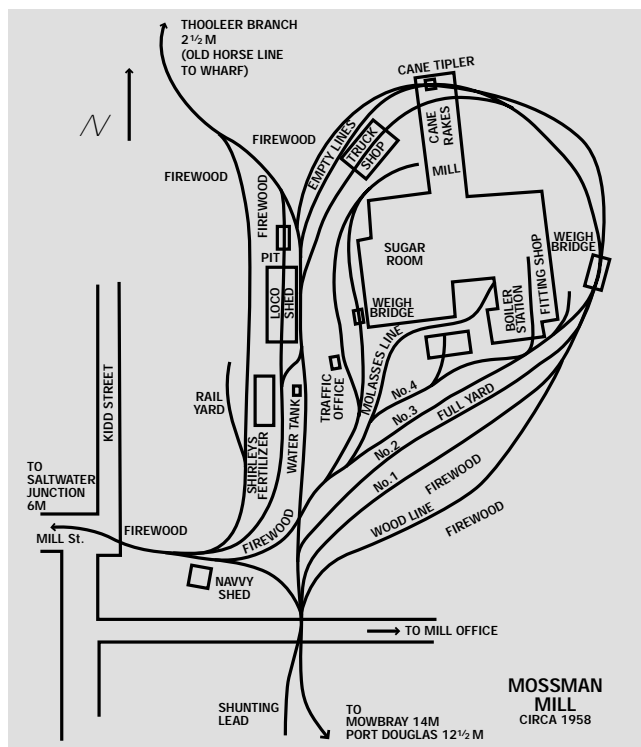 THOOLEER BRANCH
2½ M
(OLD HORSE LINE
TO WHARF)
N
CANE TIPLER
FIREWOOD
FIREWOOD
FIREWOOD
EMPTY LINES
TRUCK
SHOP
CANE
RAKES
MILL
PIT
LOCO
SHED
SUGAR
ROOM
WEIGH
BRIDGE
WEIGH
BRIDGE
BOILER
STATION
FITTING SHOP
KIDD STREET
RAIL
YARD
SHIRLEYS
FERTILIZER
WATER TANK
TRAFFIC
OFFICE
MOLASSES LINE
No.4
No.3
FULL YARD
No.2
No.1
FIREWOOD
WOOD LINE
FIREWOOD
TO
SALTWATER
JUNCTION
6M
MILL St.
FIREWOOD
FIREWOOD
NAVVY
SHED
TO MILL OFFICE
SHUNTING
LEAD
TO
MOWBRAY 14M
PORT DOUGLAS 12½ M
MOSSMAN
MILL
CIRCA 1958